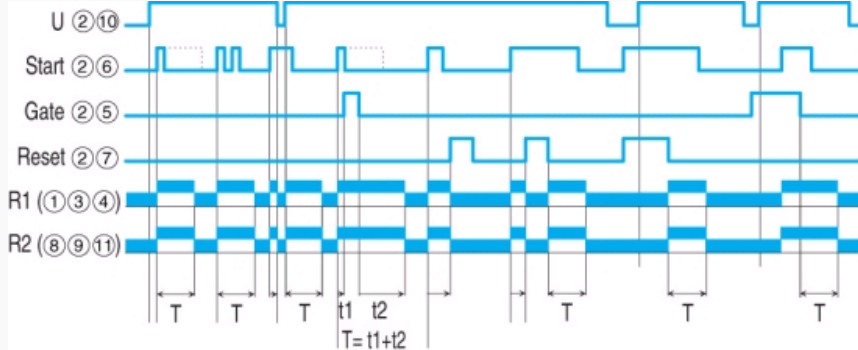 U ②⑩
Start ②⑥
Gate ②⑤
Reset ②⑦
R1 (①③④)
R2 (⑧⑨⑪)
T T T t1 t2 T T T
T= t1+t2